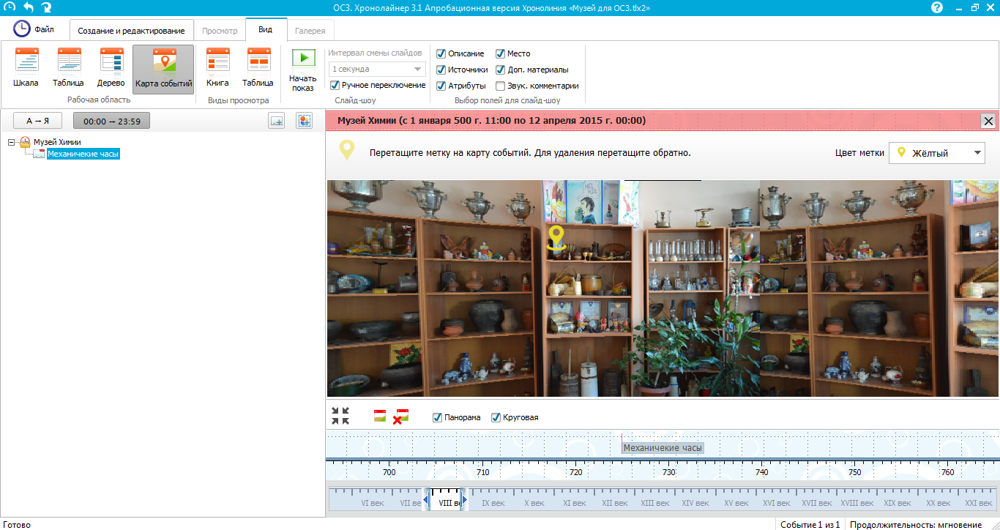 ОС3. Хронолайнер 3.1 Апробационная версия Хронолиния «Музей для ОС3.tlx2»
Файл
Создание и редактирование
Просмотр
Вид
Галерея
Шкала
Таблица
Дерево
Карта событий
Рабочая область
Книга
Таблица
Виды просмотра
Начать показ
Интервал смены слайдов
1 секунда
Ручное переключение
Слайд-шоу
Описание
Место
Источники
Доп. материалы
Атрибуты
Звук. комментарии
Выбор полей для слайд-шоу
А → Я
00:00 → 23:59
Музей Химии
Механичекие часы
Музей Химии (с 1 января 500 г. 11:00 по 12 апреля 2015 г. 00:00)
Перетащите метку на карту событий. Для удаления перетащите обратно.
Цвет метки
Жёлтый
Панорама
Круговая
Механичекие часы
700 710 720 730 740 750 760
VI век VII ве VIII ве IX век X век XI век XII век XIII век XIV век XV век XVI век XVII век XVIII век XIX век XX век XXI век
Готово
Событие 1 из 1
Продолжительность: мгновение